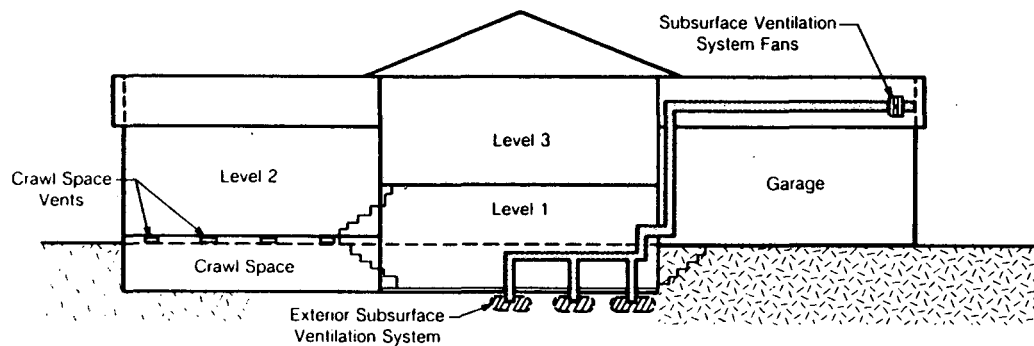 Subsurface Ventilation
System Fans
Level 3
Level 2
Garage
Crawl Space
Vents
Level 1
Crawl Space
Exterior Subsurface
Ventilation System